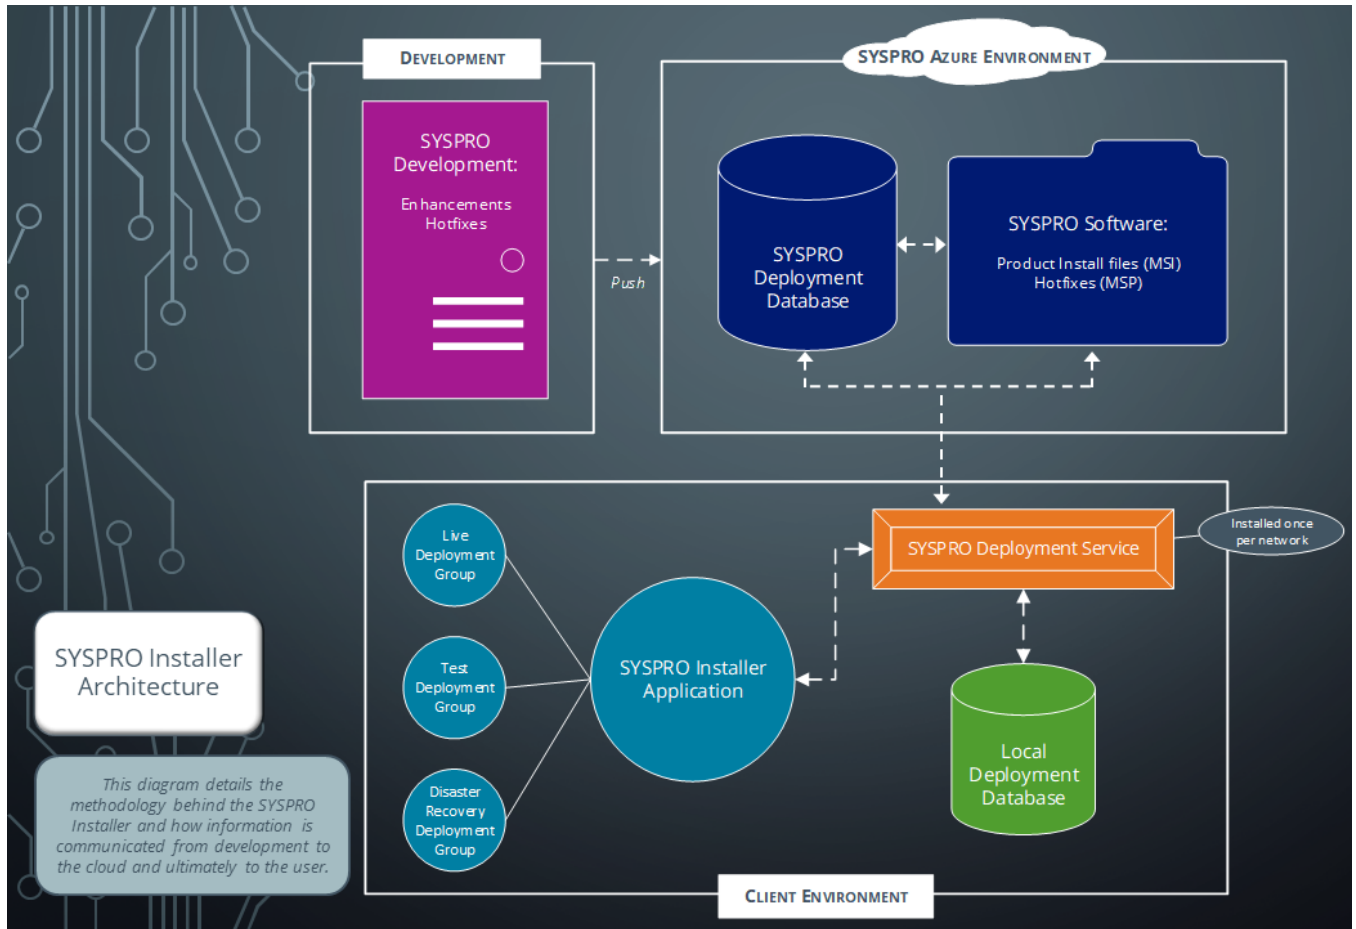 DEVELOPMENT
SYSPRO
Development:
Enhancements
Hotfixes
Push
SYSPRO AZURE ENVIRONMENT
SYSPRO
Deployment
Database
SYSPRO Software:
Product Install files (MSI)
Hotfixes (MSP)
Live
Deployment
Group
Test
Deployment
Group
Disaster
Recovery
Deployment
Group
SYSPRO Installer
Application
SYSPRO Deployment Service
Installed once
per network
Local
Deployment
Database
CLIENT ENVIRONMENT
SYSPRO Installer
Architecture
This diagram details the
methodology behind the SYSPRO
Installer and how information is
communicated from development to
the cloud and ultimately to the user.